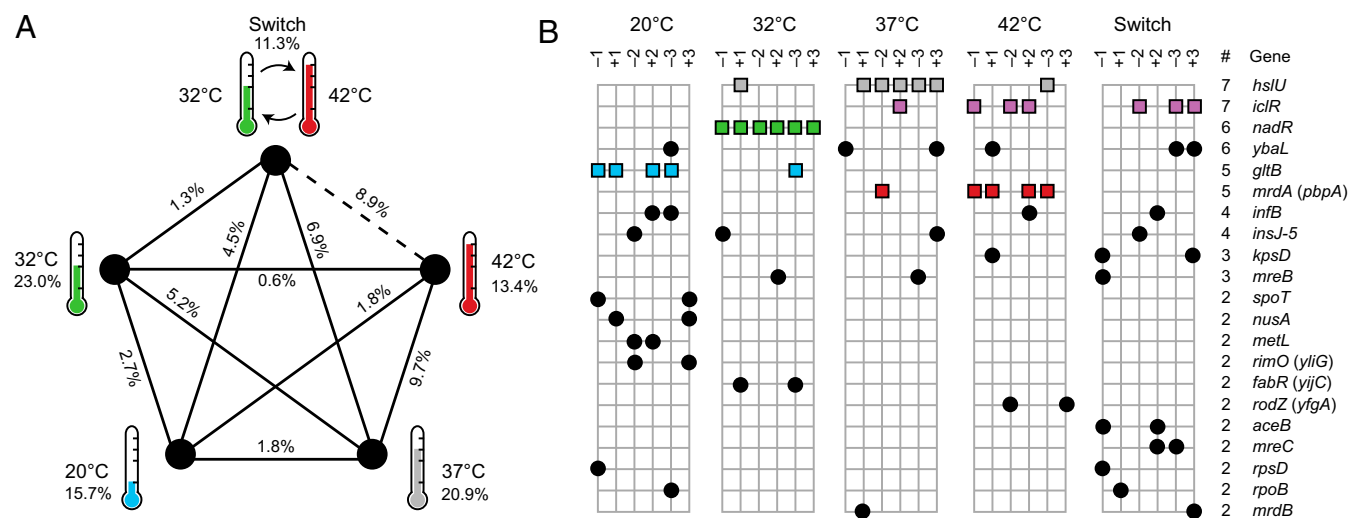 A
Switch
11.3%
32°C
42°C
1.3%
8.9%
4.5%
6.9%
32°C
23.0%
42°C
13.4%
0.6%
5.2%
1.8%
2.7%
9.7%
1.8%
20°C
15.7%
37°C
20.9%
B
20°C 32°C 37°C 42°C Switch
−1 +1 −2 +2 −3 +3 −1 +1 −2 +2 −3 +3 −1 +1 −2 +2 −3 +3 −1 +1 −2 +2 −3 +3 −1 +1 −2 +2 −3 +3
# Gene
7 hslU
7 iclR
6 nadR
6 ybaL
5 gltB
5 mrdA (pbpA)
4 infB
4 insJ-5
3 kpsD
3 mreB
2 spoT
2 nusA
2 metL
2 rimO (yliG)
2 fabR (yijC)
2 rodZ (yfgA)
2 aceB
2 mreC
2 rpsD
2 rpoB
2 mrdB